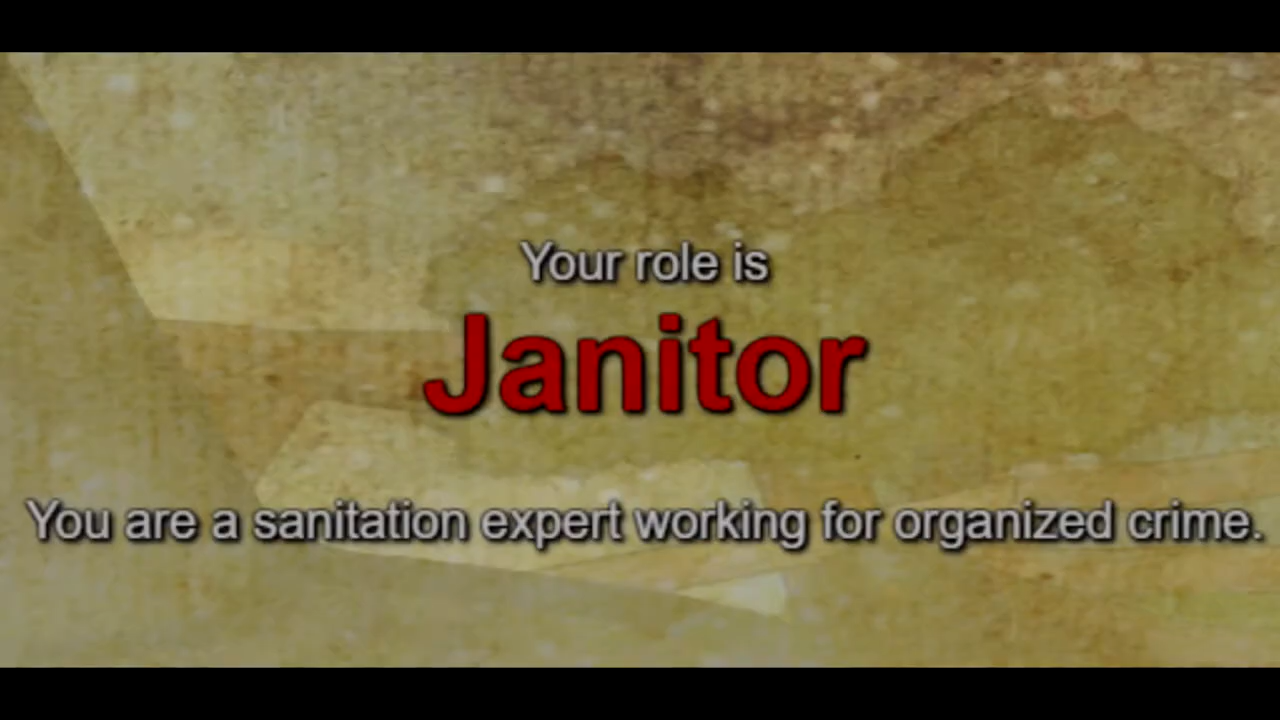 Your role is
Janitor
You are a sanitation expert working for organized crime.